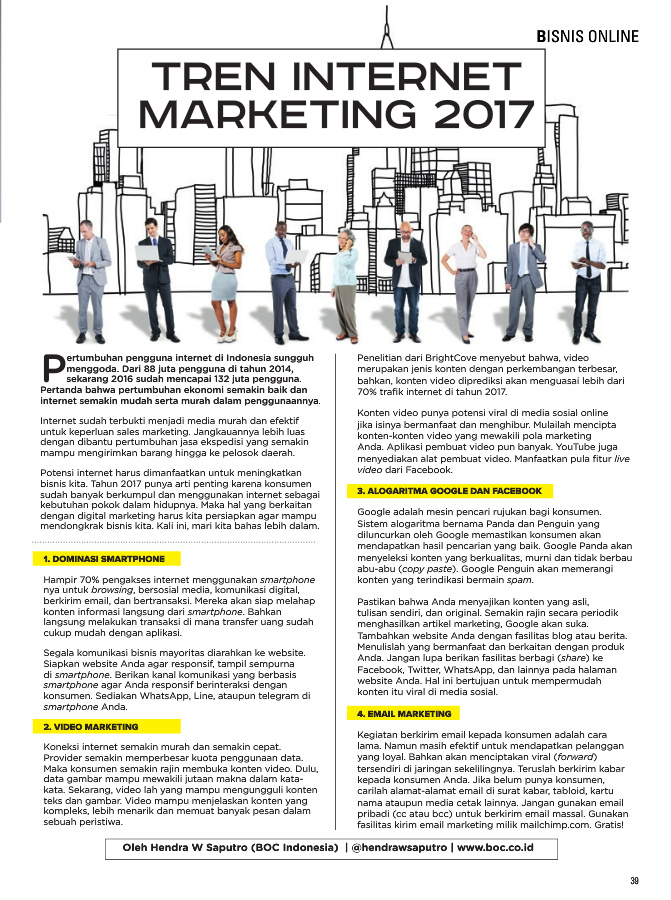 BISNIS ONLINE
TREN INTERNET
MARKETING 2017
Pertumbuhan pengguna internet di Indonesia sungguh
menggoda. Dari 88 juta pengguna di tahun 2014,
sekarang 2016 sudah mencapai 132 juta pengguna.
Pertanda bahwa pertumbuhan ekonomi semakin baik dan
internet semakin mudah serta murah dalam penggunaannya.
Internet sudah terbukti menjadi media murah dan efektif
untuk keperluan sales marketing. Jangkauannya lebih luas
dengan dibantu pertumbuhan jasa ekspedisi yang semakin
mampu mengirimkan barang hingga ke pelosok daerah.
Potensi internet harus dimanfaatkan untuk meningkatkan
bisnis kita. Tahun 2017 punya arti penting karena konsumen
sudah banyak berkumpul dan menggunakan internet sebagai
kebutuhan pokok dalam hidupnya. Maka hal yang berkaitan
dengan digital marketing harus kita persiapkan agar mampu
mendongkrak bisnis kita. Kali ini, mari kita bahas lebih dalam.
1. DOMINASI SMARTPHONE
Hampir 70% pengakses internet menggunakan smartphone
nya untuk browsing, bersosial media, komunikasi digital,
berkirim email, dan bertransaksi. Mereka akan siap melahap
konten informasi langsung dari smartphone. Bahkan
langsung melakukan transaksi di mana transfer uang sudah
cukup mudah dengan aplikasi.
Segala komunikasi bisnis mayoritas diarahkan ke website.
Siapkan website Anda agar responsif, tampil sempurna
di smartphone. Berikan kanal komunikasi yang berbasis
smartphone agar Anda responsif berinteraksi dengan
konsumen. Sediakan WhatsApp, Line, ataupun telegram di
smartphone Anda.
2. VIDEO MARKETING
Koneksi internet semakin murah dan semakin cepat.
Provider semakin memperbesar kuota penggunaan data.
Maka konsumen semakin rajin membuka konten video. Dulu,
data gambar mampu mewakili jutaan makna dalam kata-
kata. Sekarang, video lah yang mampu mengungguli konten
teks dan gambar. Video mampu menjelaskan konten yang
kompleks, lebih menarik dan memuat banyak pesan dalam
sebuah peristiwa.
Penelitian dari BrightCove menyebut bahwa, video
merupakan jenis konten dengan perkembangan terbesar,
bahkan, konten video diprediksi akan menguasai lebih dari
70% trafik internet di tahun 2017.
Konten video punya potensi viral di media sosial online
jika isinya bermanfaat dan menghibur. Mulailah mencipta
konten-konten video yang mewakili pola marketing
Anda. Aplikasi pembuat video pun banyak. YouTube juga
menyediakan alat pembuat video. Manfaatkan pula fitur live
video dari Facebook.
3. ALOGARITMA GOOGLE DAN FACEBOOK
Google adalah mesin pencari rujukan bagi konsumen.
Sistem alogaritma bernama Panda dan Penguin yang
diluncurkan oleh Google memastikan konsumen akan
mendapatkan hasil pencarian yang baik. Google Panda akan
menyeleksi konten yang berkualitas, murni dan tidak berbau
abu-abu (copy paste). Google Penguin akan memerangi
konten yang terindikasi bermain spam.
Pastikan bahwa Anda menyajikan konten yang asli,
tulisan sendiri, dan original. Semakin rajin secara periodik
menghasilkan artikel marketing, Google akan suka.
Tambahkan website Anda dengan fasilitas blog atau berita.
Menulislah yang bermanfaat dan berkaitan dengan produk
Anda. Jangan lupa berikan fasilitas berbagi (share) ke
Facebook, Twitter, WhatsApp, dan lainnya pada halaman
website Anda. Hal ini bertujuan untuk mempermudah
konten itu viral di media sosial.
4. EMAIL MARKETING
Kegiatan berkirim email kepada konsumen adalah cara
lama. Namun masih efektif untuk mendapatkan pelanggan
yang loyal. Bahkan akan menciptakan viral (forward)
tersendiri di jaringan sekelilingnya. Teruslah berkirim kabar
kepada konsumen Anda. Jika belum punya konsumen,
carilah alamat-alamat email di surat kabar, tabloid, kartu
nama ataupun media cetak lainnya. Jangan gunakan email
pribadi (cc atau bcc) untuk berkirim email massal. Gunakan
fasilitas kirim email marketing milik mailchimp.com. Gratis!
Oleh Hendra W Saputro (BOC Indonesia) | @hendrawsaputro | www.boc.co.id
39